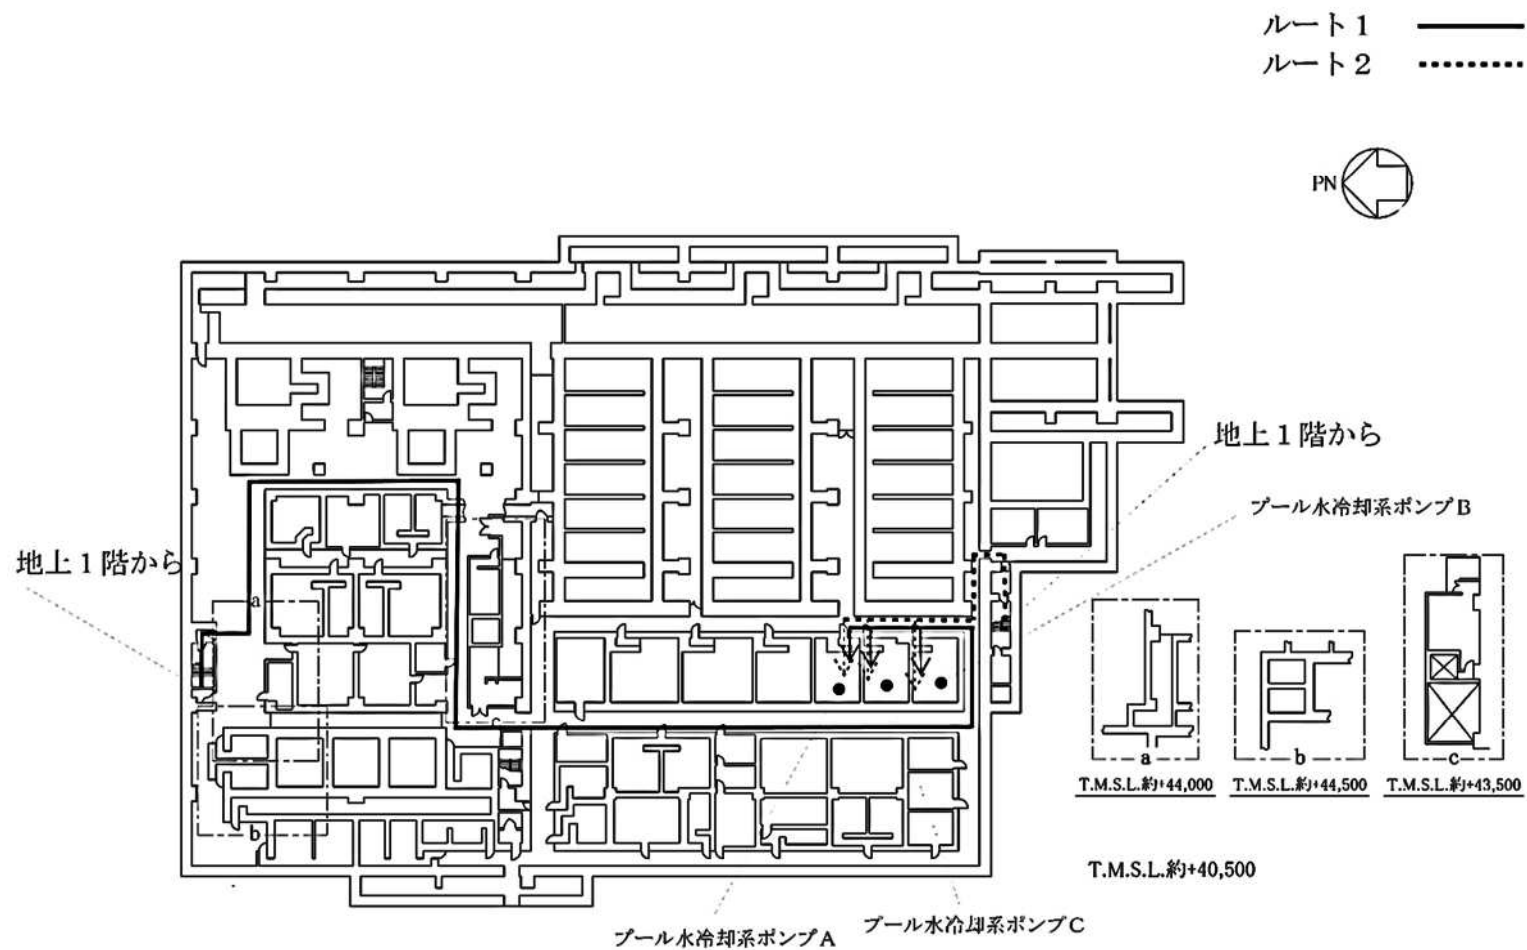 ルート1
ルート2
PN
地上1階から
プール水冷却系ポンプB
地上1階から
a
a
b
c
T.M.S.L.約+44,000
T.M.S.L.約+44,500
T.M.S.L.約+43,500
b
c
T.M.S.L.約+40,500
プール水冷却系ポンプA
プール水冷却系ポンプC